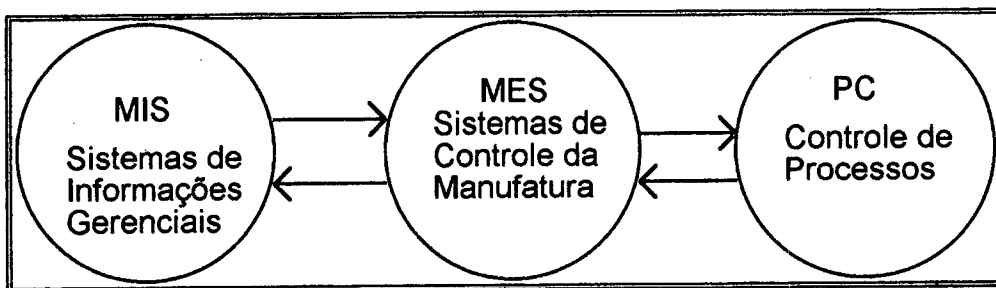 MIS
Sistemas de
Informações
Gerenciais
MES
Sistemas de
Controle da
Manufatura
PC
Controle de
Processos